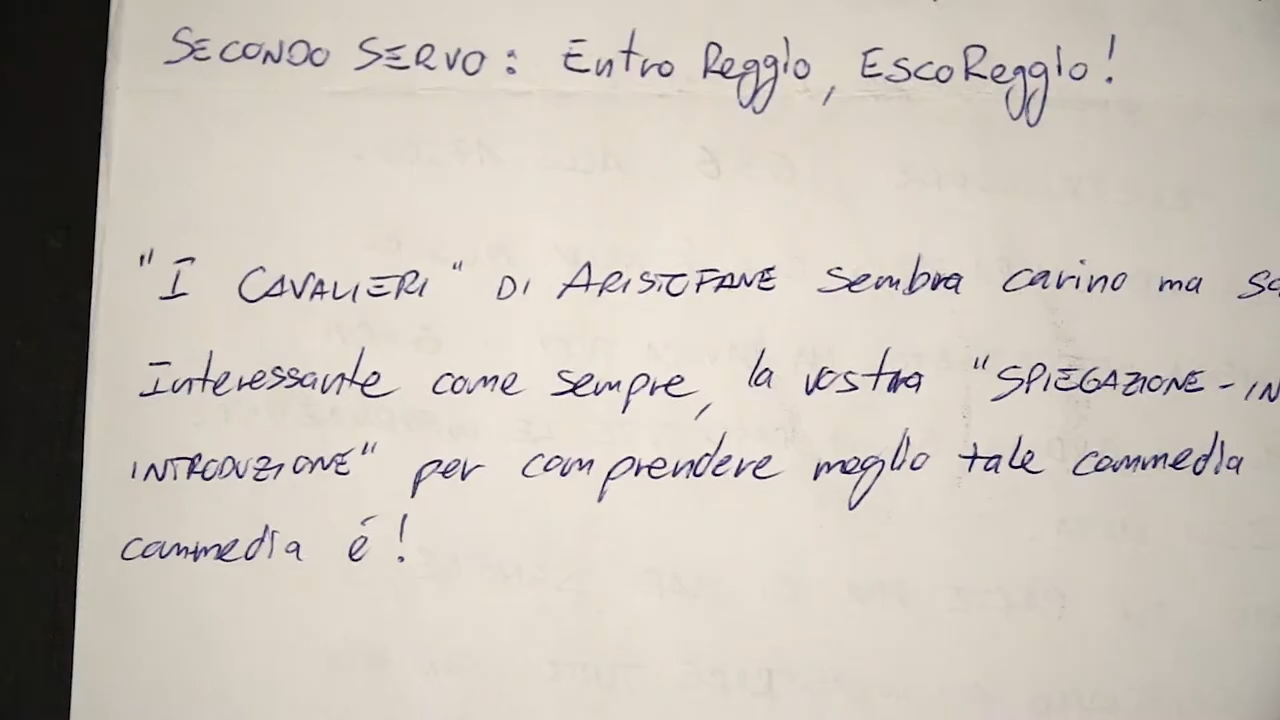 SECONDO SERVO: Entro Reggio, EscoReggio!
"I CAVALIERI" DI ARISTOFANE sembra carino ma
Interessante come sempre, la vostra "SPIEGAZIONE-IN
INTRODUZIONE" per comprendere meglio tale commedia
commedia é!